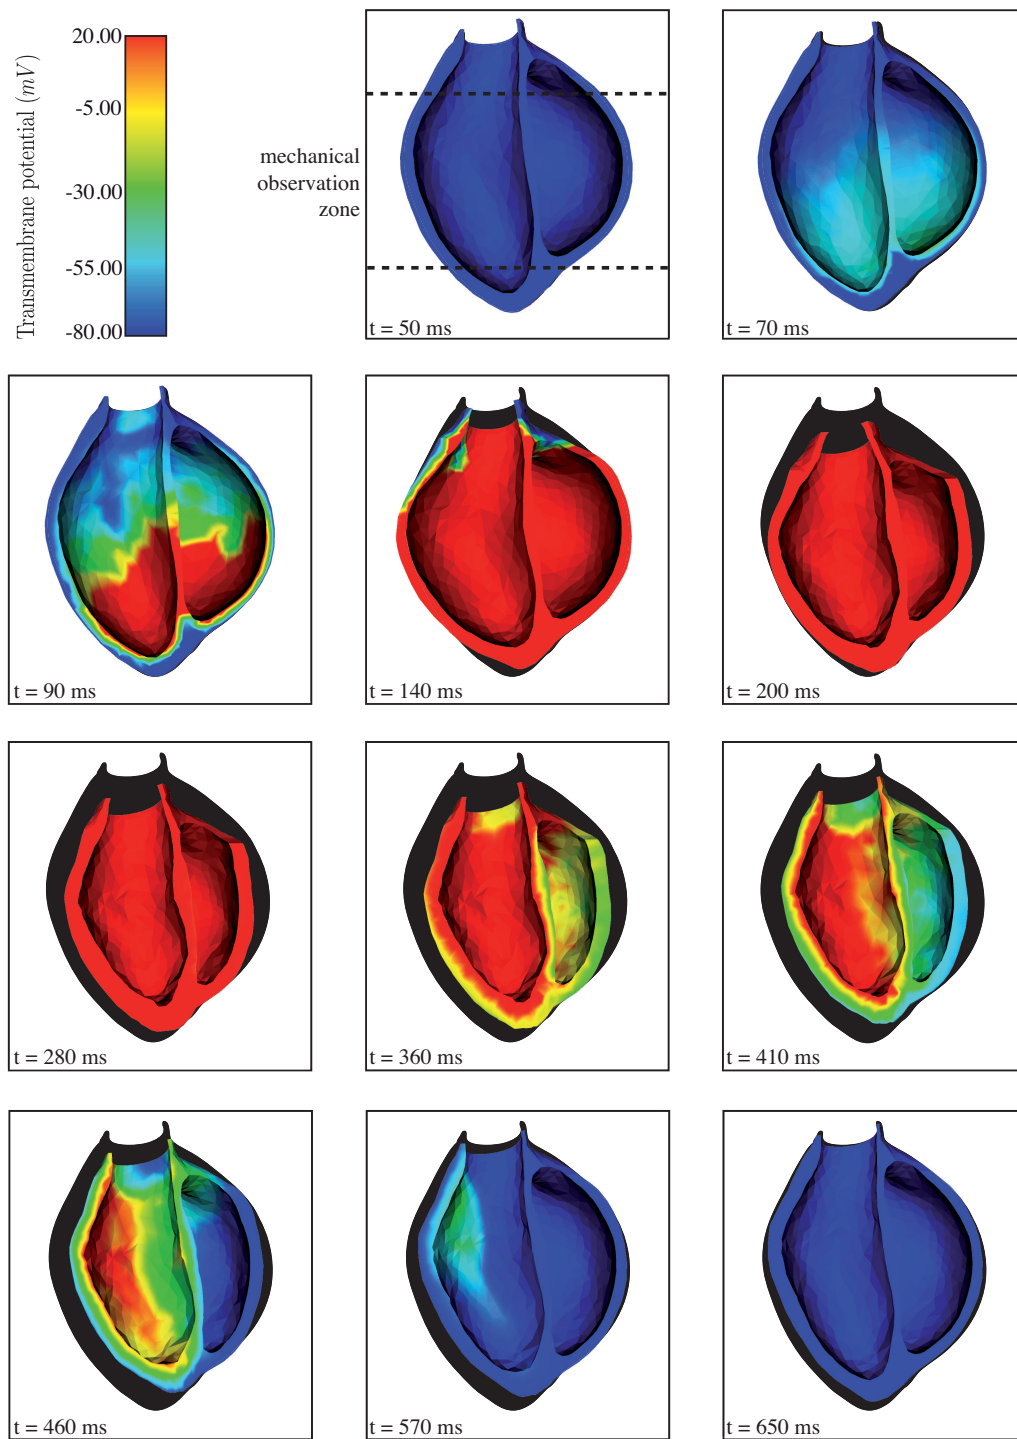 Transmembrane potential (mV)
20.00
-5.00
-30.00
-55.00
-80.00
mechanical
observation
zone
t = 50 ms
t = 70 ms
t = 90 ms
t = 140 ms
t = 200 ms
t = 280 ms
t = 360 ms
t = 410 ms
t = 460 ms
t = 570 ms
t = 650 ms